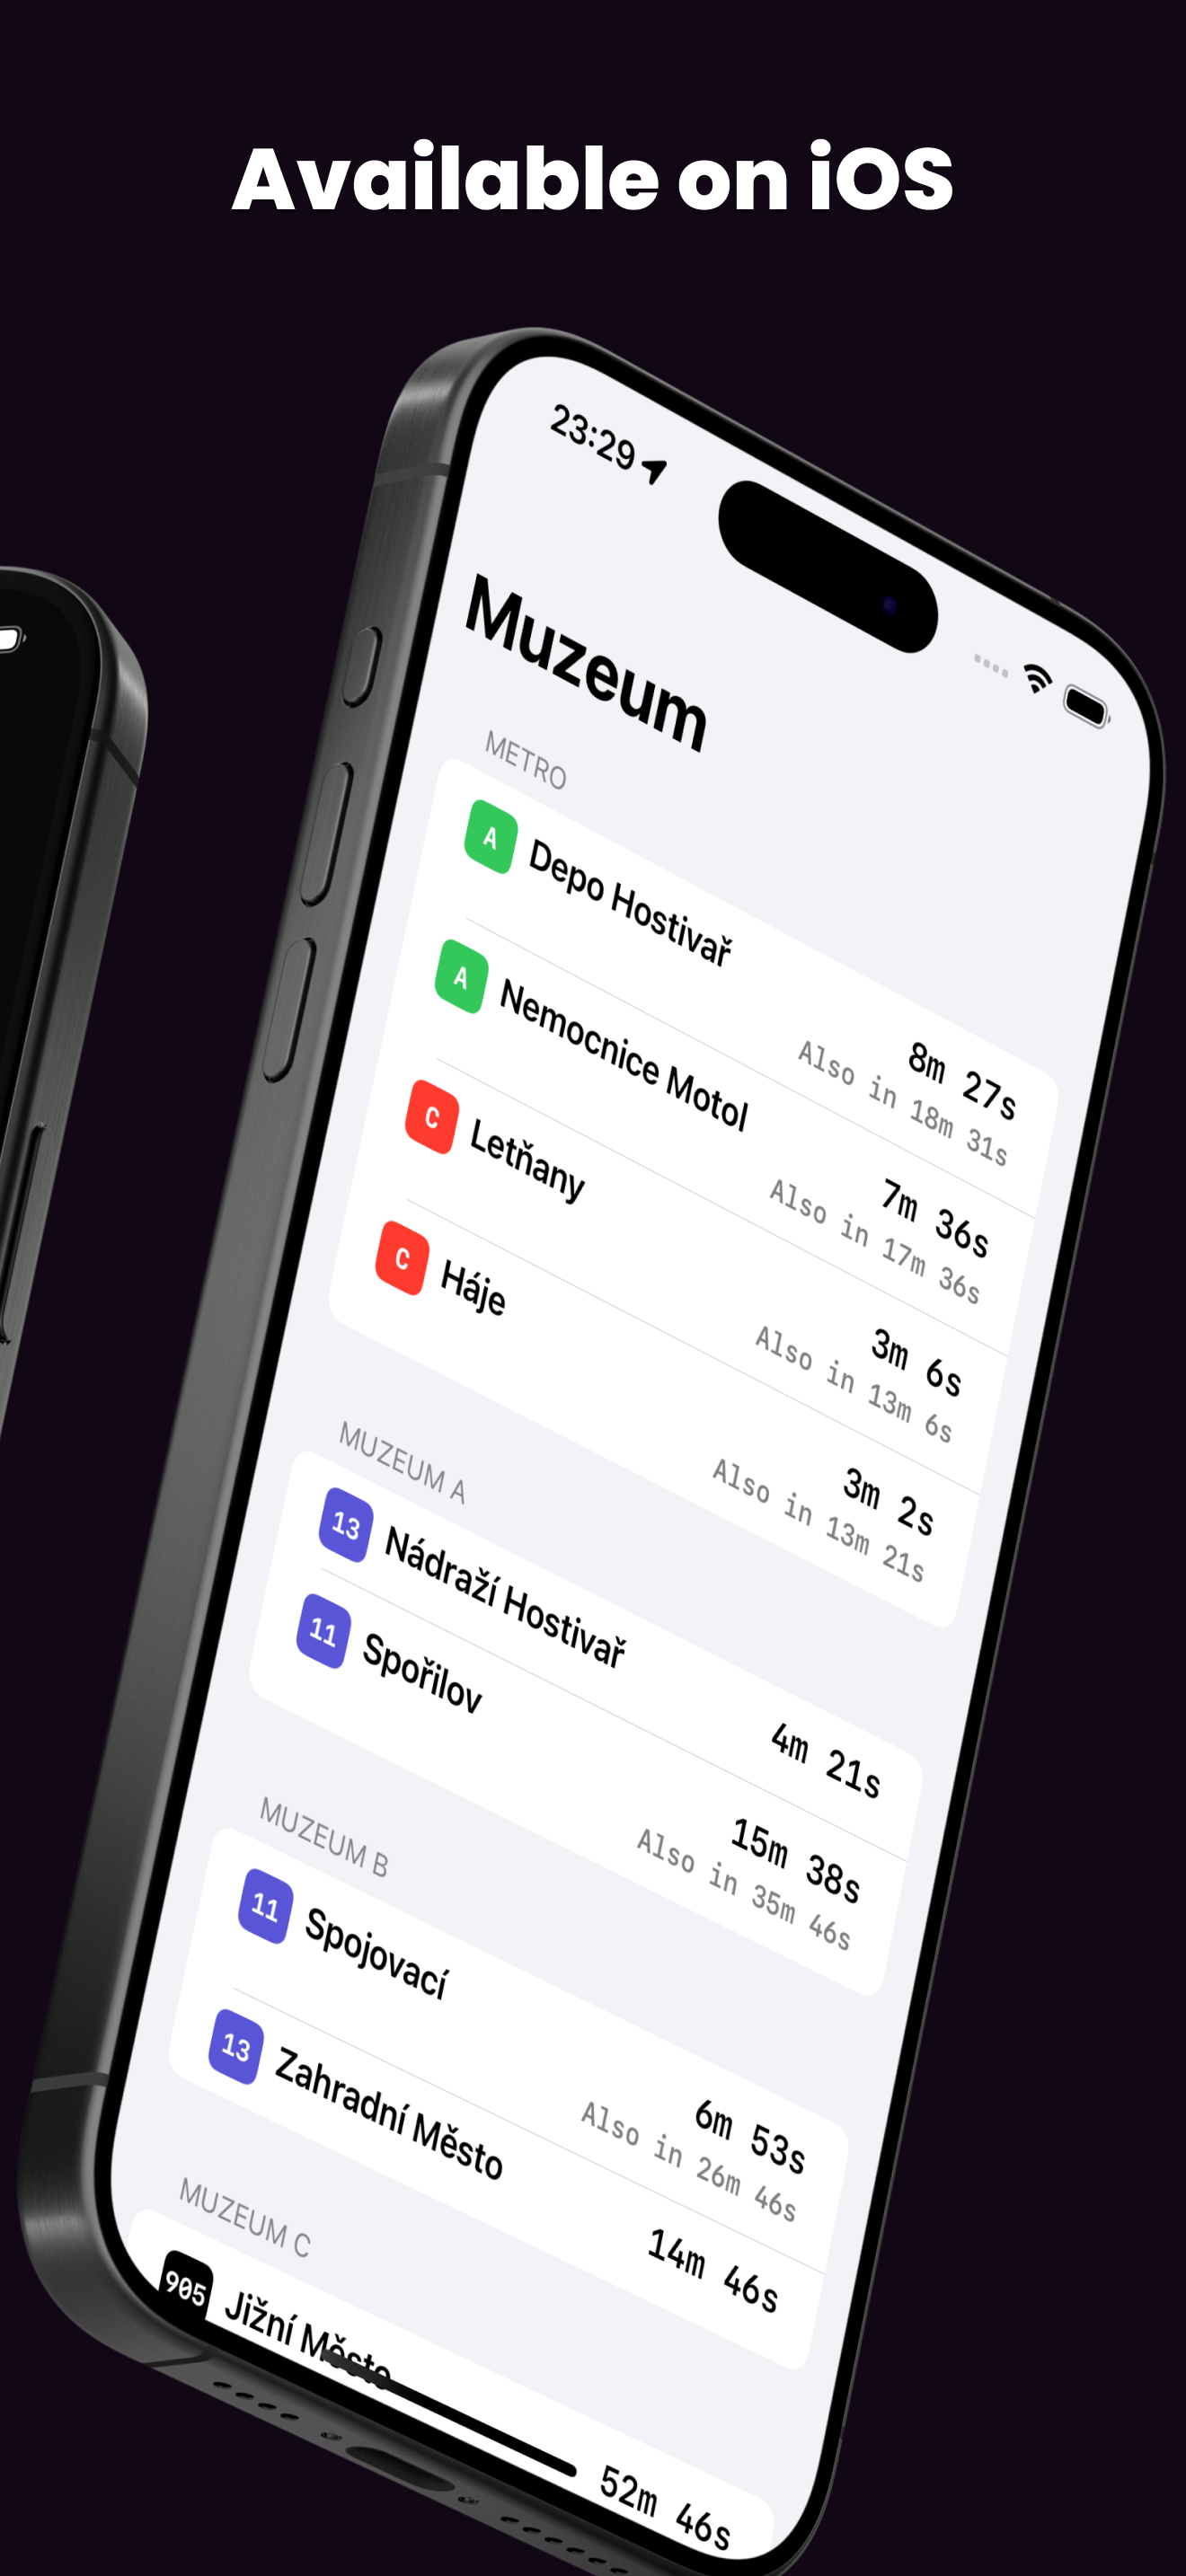 Available on iOS
23:29
Muzeum
METRO
A Depo Hostivař
8m 27s
Also in 18m 31s
A Nemocnice Motol
7m 36s
Also in 17m 36s
C Letňany
3m 6s
Also in 13m 6s
C Háje
3m 2s
Also in 13m 21s
MUZEUM A
13 Nádraží Hostivař
4m 21s
11 Spořilov
15m 38s
Also in 35m 46s
MUZEUM B
11 Spojovací
6m 53s
Also in 26m 46s
13 Zahradní Město
14m 46s
MUZEUM C
905 Jižní Město
52m 46s